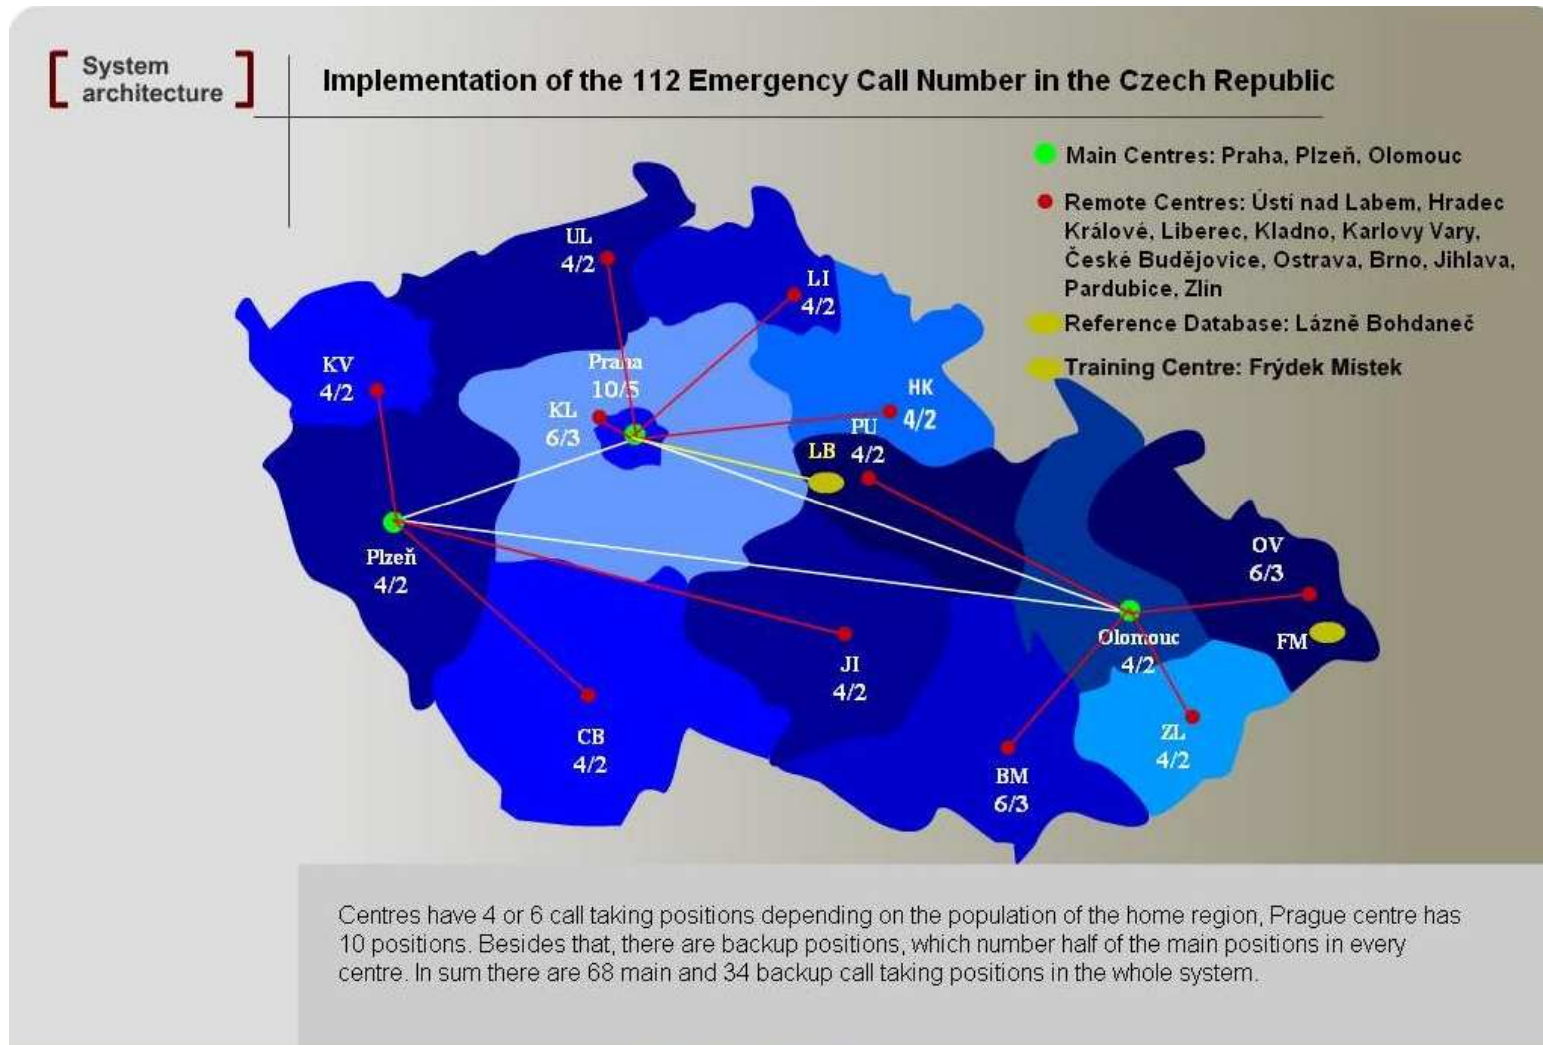 System
architecture
Implementation of the 112 Emergency Call Number in the Czech Republic
Main Centres: Praha, Plzeň, Olomouc
Remote Centres: Ústí nad Labem, Hradec
Králové, Liberec, Kladno, Karlovy Vary,
České Budějovice, Ostrava, Brno, Jihlava,
Pardubice, Zlín
Reference Database: Lázně Bohdaneč
Training Centre: Frýdek Místek
UL
4/2
LI
4/2
KV
4/2
Praha
10/5
KL
6/3
HK
4/2
PU
4/2
LB
Plzeň
4/2
OV
6/3
FM
Olomouc
4/2
JI
4/2
CB
4/2
ZL
4/2
BM
6/3
Centres have 4 or 6 call taking positions depending on the population of the home region, Prague centre has
10 positions. Besides that, there are backup positions, which number half of the main positions in every
centre. In sum there are 68 main and 34 backup call taking positions in the whole system.